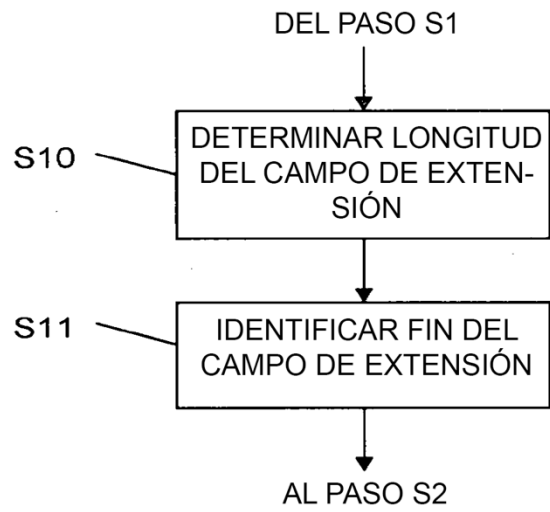 DEL PASO S1
S10
DETERMINAR LONGITUD
DEL CAMPO DE EXTEN-
SIÓN
S11
IDENTIFICAR FIN DEL
CAMPO DE EXTENSIÓN
AL PASO S2